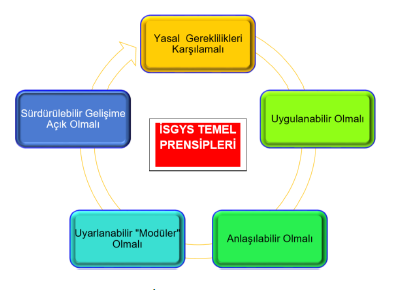 Yasal Gereklilikleri
Karşılamalı
Uygulanabilir Olmalı
Anlaşılabilir Olmalı
Uyarlanabilir "Modüler"
Olmalı
Sürdürülebilir Gelişime
Açık Olmalı
İSGYS TEMEL
PRENSİPLERİ